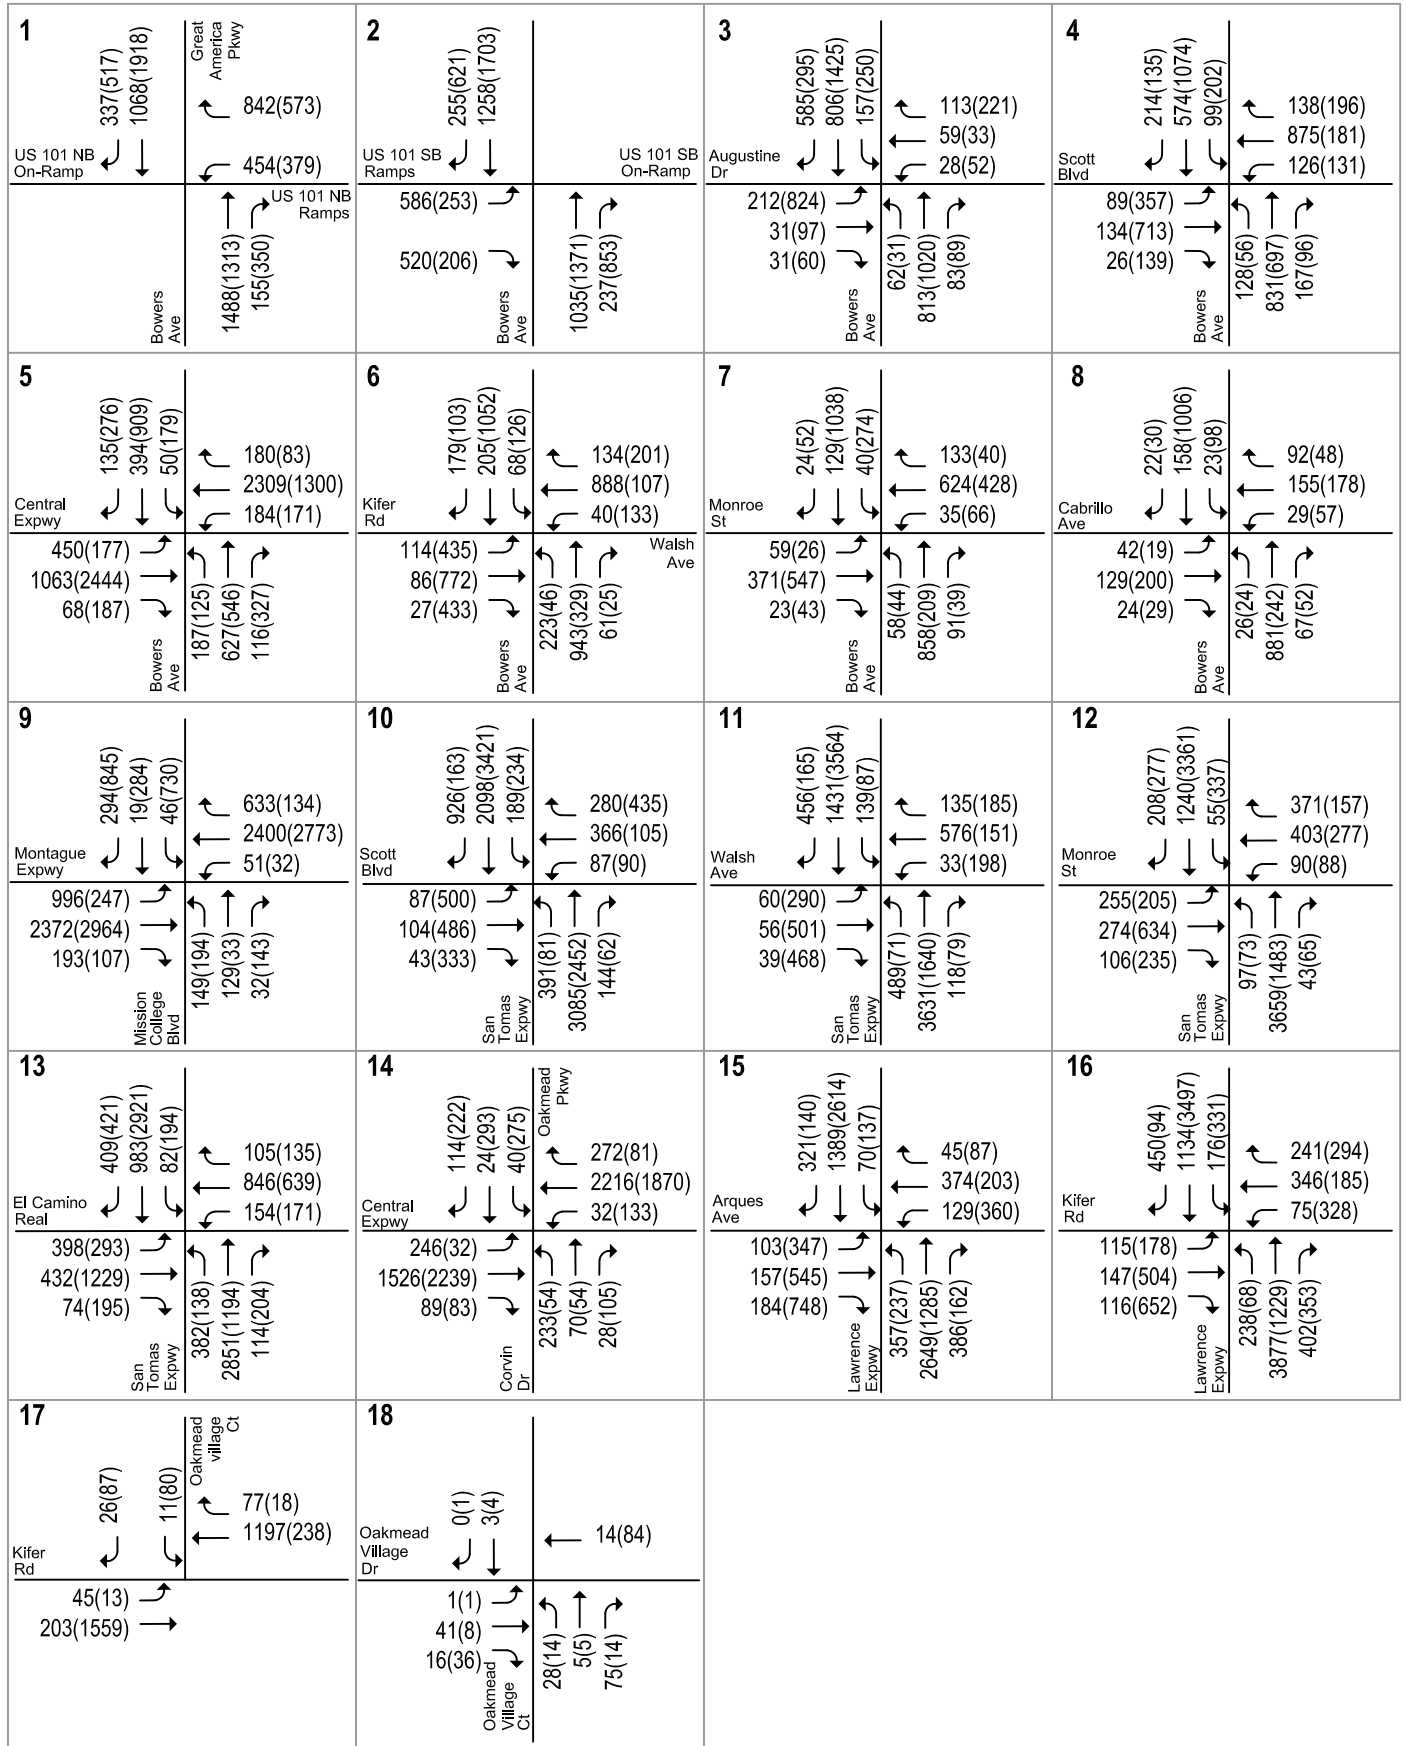 1
337(517)
1068(1918)
Great
America
Pkwy
842(573)
454(379)
US 101 NB
On-Ramp
US 101 NB
Ramps
1488(1313)
155(350)
Bowers
Ave
2
255(621)
1258(1703)
US 101 SB
Ramps
US 101 SB
On-Ramp
586(253)
520(206)
1035(1371)
237(853)
Bowers
Ave
3
585(295)
806(1425)
157(250)
113(221)
59(33)
28(52)
Augustine
Dr
212(824)
31(97)
31(60)
62(31)
813(1020)
83(89)
Bowers
Ave
4
214(135)
574(1074)
99(202)
138(196)
875(181)
126(131)
Scott
Blvd
89(357)
134(713)
26(139)
128(56)
831(697)
167(96)
Bowers
Ave
5
135(276)
394(909)
50(179)
180(83)
2309(1300)
184(171)
Central
Expwy
450(177)
1063(2444)
68(187)
187(125)
627(546)
116(327)
Bowers
Ave
6
179(103)
205(1052)
68(126)
134(201)
888(107)
40(133)
Kifer
Rd
Walsh
Ave
114(435)
86(772)
27(433)
223(46)
943(329)
61(25)
Bowers
Ave
7
24(52)
129(1038)
40(274)
133(40)
624(428)
35(66)
Monroe
St
59(26)
371(547)
23(43)
58(44)
858(209)
91(39)
Bowers
Ave
8
22(30)
158(1006)
23(98)
92(48)
155(178)
29(57)
Cabrillo
Ave
42(19)
129(200)
24(29)
26(24)
881(242)
67(52)
Bowers
Ave
9
294(845)
19(284)
46(730)
633(134)
2400(2773)
51(32)
Montague
Expwy
996(247)
2372(2964)
193(107)
149(194)
129(33)
32(143)
Mission
College
Blvd
10
926(163)
2098(3421)
189(234)
280(435)
366(105)
87(90)
Scott
Blvd
87(500)
104(486)
43(333)
391(81)
3085(2452)
144(62)
San
Tomas
Expwy
11
456(165)
1431(3564)
139(87)
135(185)
576(151)
33(198)
Walsh
Ave
60(290)
56(501)
39(468)
489(71)
3631(1640)
118(79)
San
Tomas
Expwy
12
208(277)
1240(3361)
55(337)
371(157)
403(277)
90(88)
Monroe
St
255(205)
274(634)
106(235)
97(73)
3659(1483)
43(65)
San
Tomas
Expwy
13
409(421)
983(2921)
82(194)
105(135)
846(639)
154(171)
El Camino
Real
398(293)
432(1229)
74(195)
382(138)
2851(1194)
114(204)
San
Tomas
Expwy
14
114(222)
24(293)
40(275)
Oakmead
Pkwy
272(81)
2216(1870)
32(133)
Central
Expwy
246(32)
1526(2239)
89(83)
233(54)
70(54)
28(105)
Corvin
Dr
15
321(140)
1389(2614)
70(137)
45(87)
374(203)
129(360)
Arques
Ave
103(347)
157(545)
184(748)
357(237)
2649(1285)
386(162)
Lawrence
Expwy
16
450(94)
1134(3497)
176(331)
241(294)
346(185)
75(328)
Kifer
Rd
115(178)
147(504)
116(652)
238(68)
3877(1229)
402(353)
Lawrence
Expwy
17
26(87)
11(80)
Oakmead
village
Ct
77(18)
1197(238)
Kifer
Rd
45(13)
203(1559)
18
0(1)
3(4)
14(84)
Oakmead
Village
Dr
1(1)
41(8)
16(36)
28(14)
5(5)
75(14)
Oakmead
Village
Ct